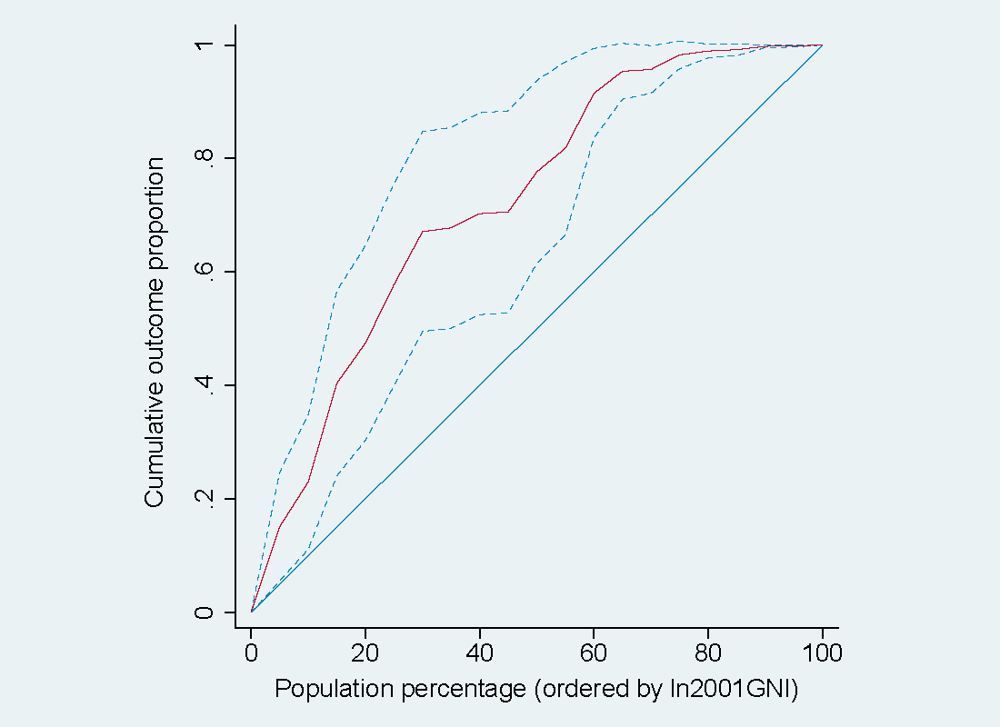 Cumulative outcome proportion
1
.8
.6
.4
.2
0
0 20 40 60 80 100
Population percentage (ordered by ln2001GNI)